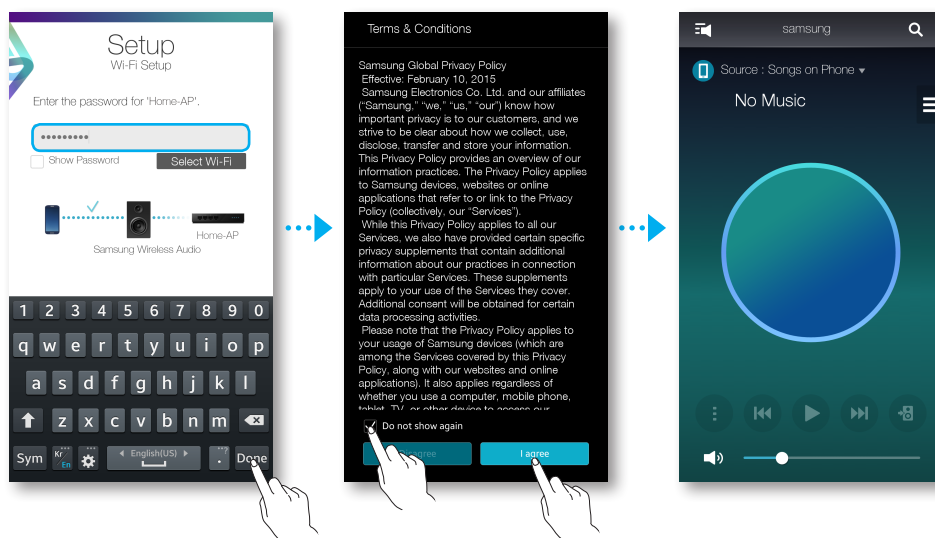 Setup
Wi-Fi Setup
Enter the password for 'Home-AP'.
•••••••••
Show Password
Select Wi-Fi
Home-AP
Samsung Wireless Audio
1 2 3 4 5 6 7 8 9 0
q w e r t y u i o p
a s d f g h j k l
z x c v b n m
Sym Kr En English(US) . ? Done
Terms & Conditions
Samsung Global Privacy Policy
Effective: February 10, 2015
Samsung Electronics Co. Ltd. and our affiliates
(“Samsung,” “we,” “us,” “our”) know how
important privacy is to our customers, and we
strive to be clear about how we collect, use,
disclose, transfer and store your information.
This Privacy Policy provides an overview of our
information practices. The Privacy Policy applies
to Samsung devices, websites or online
applications that refer to or link to the Privacy
Policy (collectively, our “Services”).
While this Privacy Policy applies to all our
Services, we also have provided certain specific
privacy supplements that contain additional
information about our practices in connection
with particular Services. These supplements
apply to your use of the Services they cover.
Additional consent will be obtained for certain
data processing activities.
Please note that the Privacy Policy applies to
your usage of Samsung devices (which are
among the Services covered by this Privacy
Policy, along with our websites and online
applications). It also applies regardless of
whether you use a computer, mobile phone,
tablet, TV, or other device to access our
Do not show again
Disagree
I agree
samsung
Source : Songs on Phone
No Music